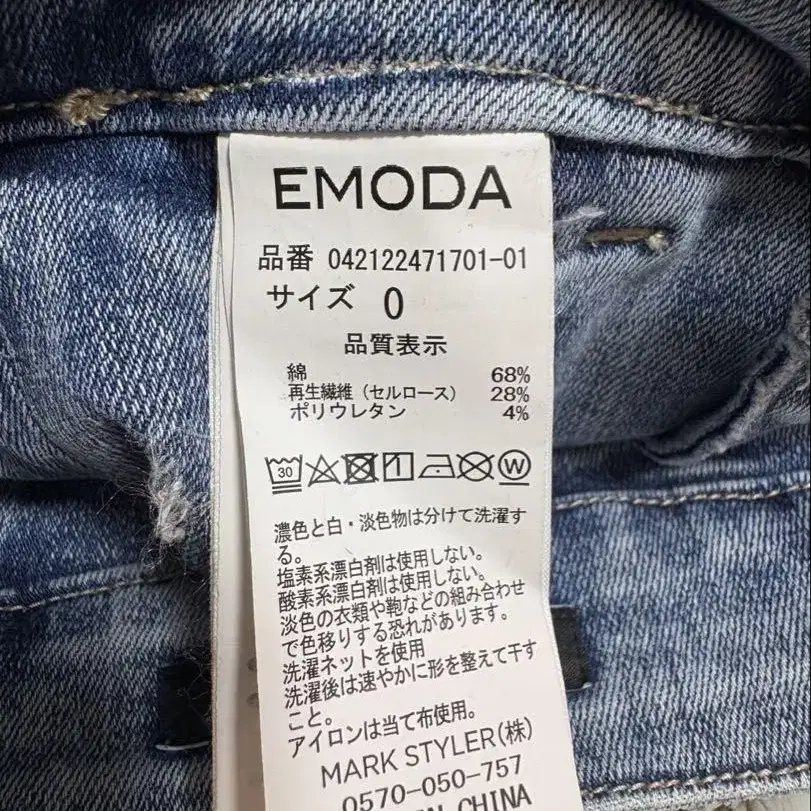 EMODA
品番 042122471701-01
サイズ 0
品質表示
綿 68%
再生繊維(セルロース) 28%
ポリウレタン 4%
30
W
濃色と白・淡色物は分けて洗濯す
る。
塩素系漂白剤は使用しない。
酸素系漂白剤は使用しない。
淡色の衣類や鞄などの組み合わせ
で色移りする恐れがあります。
洗濯ネットを使用
洗濯後は速やかに形を整えて干す
こと。
アイロンは当て布使用。
MARK STYLER(株)
0570-050-757
IN CHINA